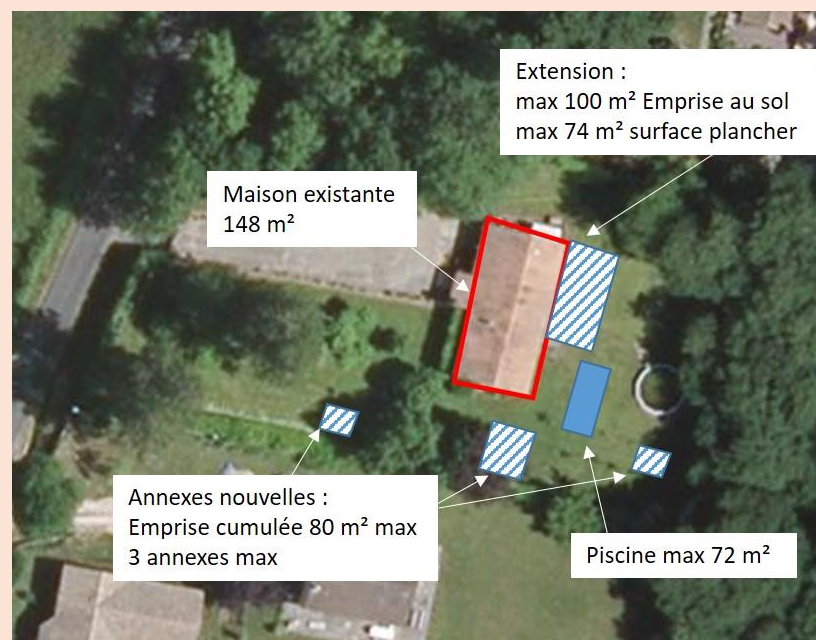 Extension :
max 100 m² Emprise au sol
max 74 m² surface plancher
Maison existante
148 m²
Annexes nouvelles :
Emprise cumulée 80 m² max
3 annexes max
Piscine max 72 m²